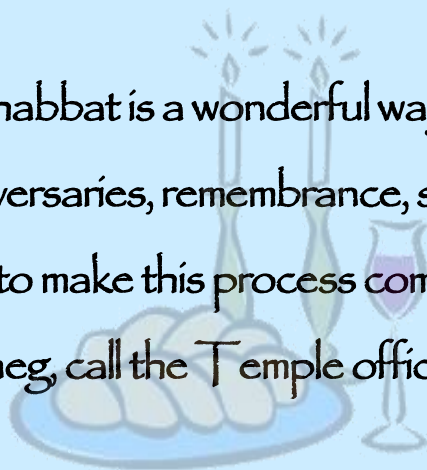 habbat is a wonderful wa
versaries, remembrance, s
to make this process com
neg, call the Temple offic